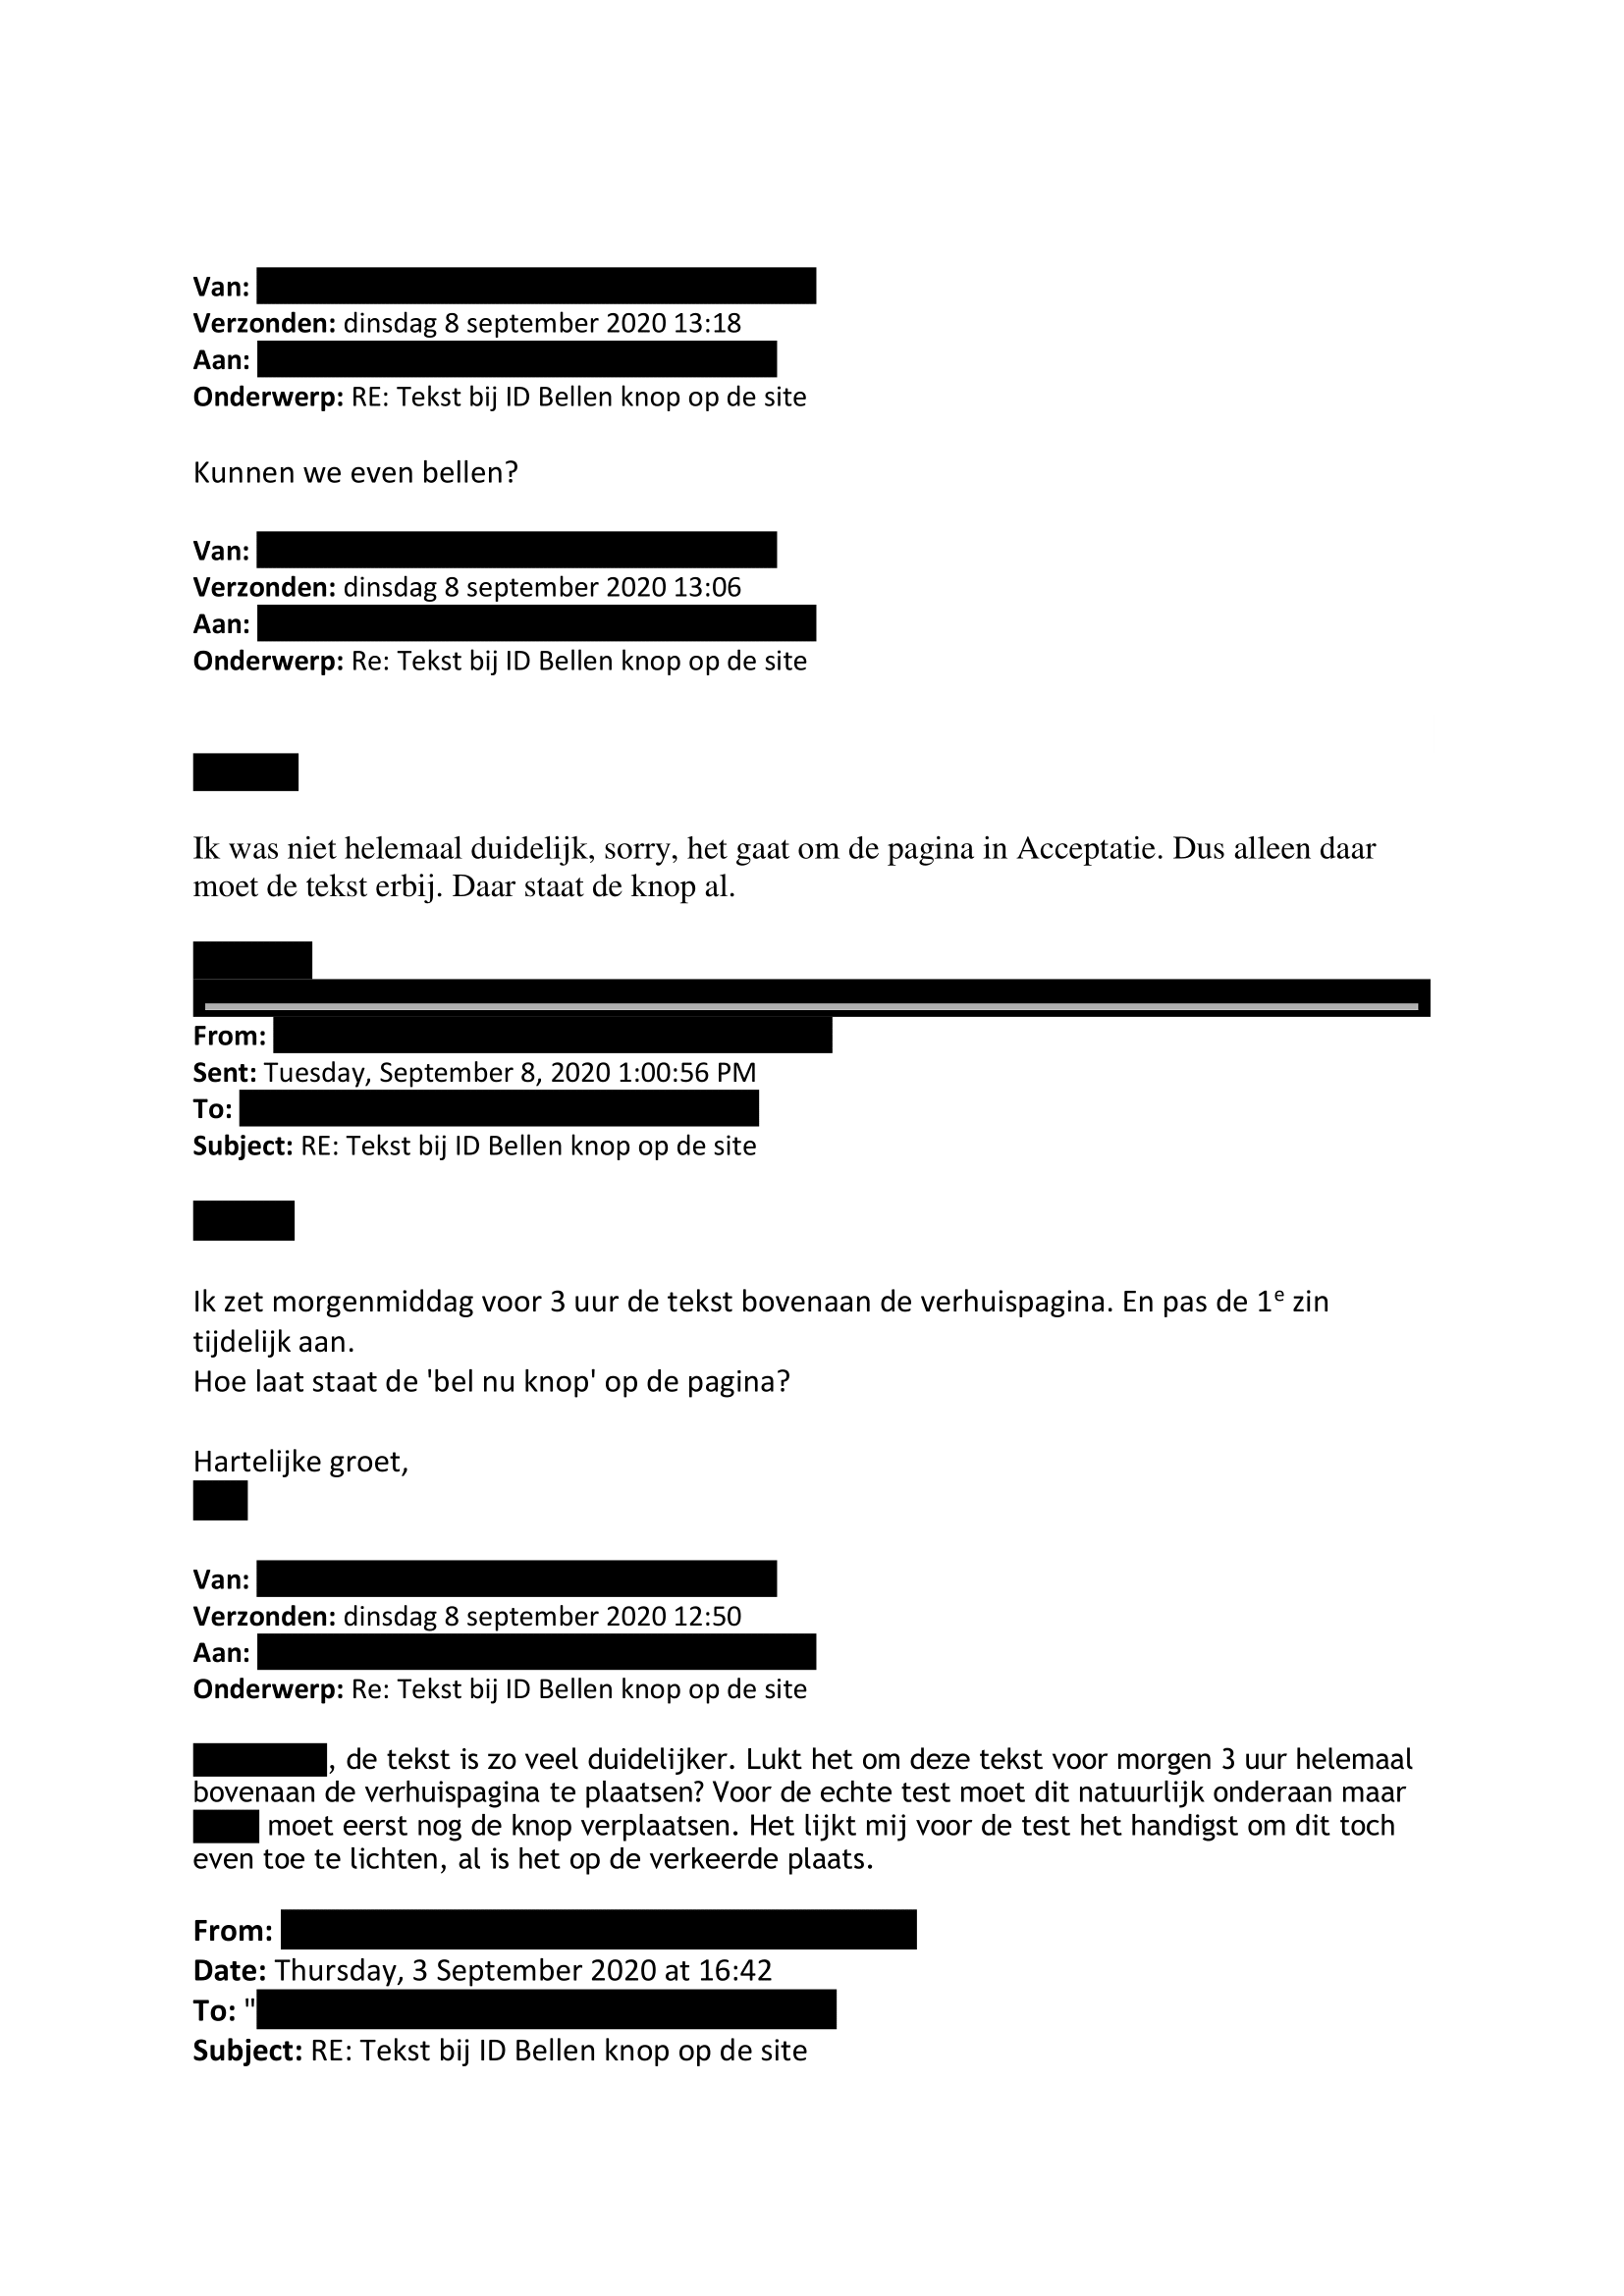 Van:
Verzonden: dinsdag 8 september 2020 13:18
Aan:
Onderwerp: RE: Tekst bij ID Bellen knop op de site
Kunnen we even bellen?
Van:
Verzonden: dinsdag 8 september 2020 13:06
Aan:
Onderwerp: Re: Tekst bij ID Bellen knop op de site
Ik was niet helemaal duidelijk, sorry, het gaat om de pagina in Acceptatie. Dus alleen daar
moet de tekst erbij. Daar staat de knop al.
From:
Sent: Tuesday, September 8, 2020 1:00:56 PM
To:
Subject: RE: Tekst bij ID Bellen knop op de site
Ik zet morgenmiddag voor 3 uur de tekst bovenaan de verhuispagina. En pas de 1e zin
tijdelijk aan.
Hoe laat staat de 'bel nu knop' op de pagina?
Hartelijke groet,
Van:
Verzonden: dinsdag 8 september 2020 12:50
Aan:
Onderwerp: Re: Tekst bij ID Bellen knop op de site
, de tekst is zo veel duidelijker. Lukt het om deze tekst voor morgen 3 uur helemaal
bovenaan de verhuispagina te plaatsen? Voor de echte test moet dit natuurlijk onderaan maar
moet eerst nog de knop verplaatsen. Het lijkt mij voor de test het handigst om dit toch
even toe te lichten, al is het op de verkeerde plaats.
From:
Date: Thursday, 3 September 2020 at 16:42
To: "
Subject: RE: Tekst bij ID Bellen knop op de site